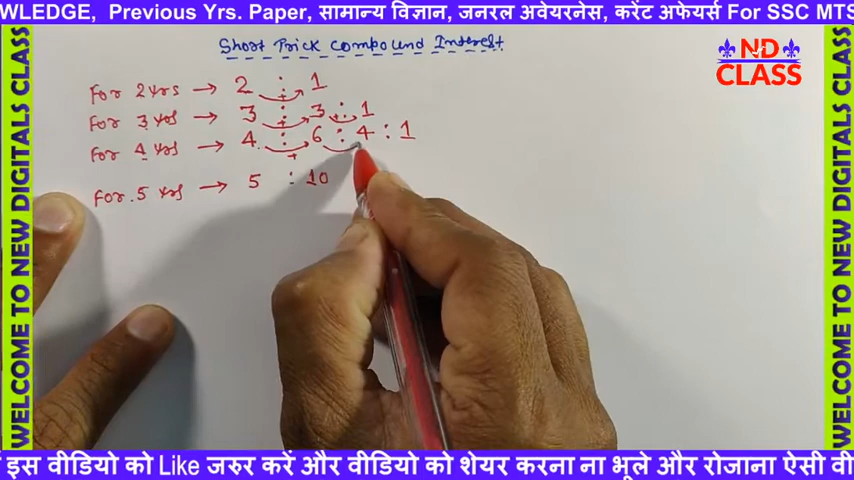 WLEDGE, Previous Yrs. Paper, सामान्य विज्ञान, जनरल अवेयरनेस, करेंट अफेयर्स For SSC MTS
Short Trick Compound Interest
ND
CLASS
For 2 Yrs → 2 : 1
For 3 Yrs → 3 : 3 : 1
For 4 Yrs → 4 : 6 : 4 : 1
For 5 Yrs → 5 : 10
WELCOME TO NEW DIGITALS CLASS
WELCOME TO NEW DIGITALS CLASS
इस वीडियो को Like जरुर करें और वीडियो को शेयर करना ना भूले और रोजाना ऐसी वी